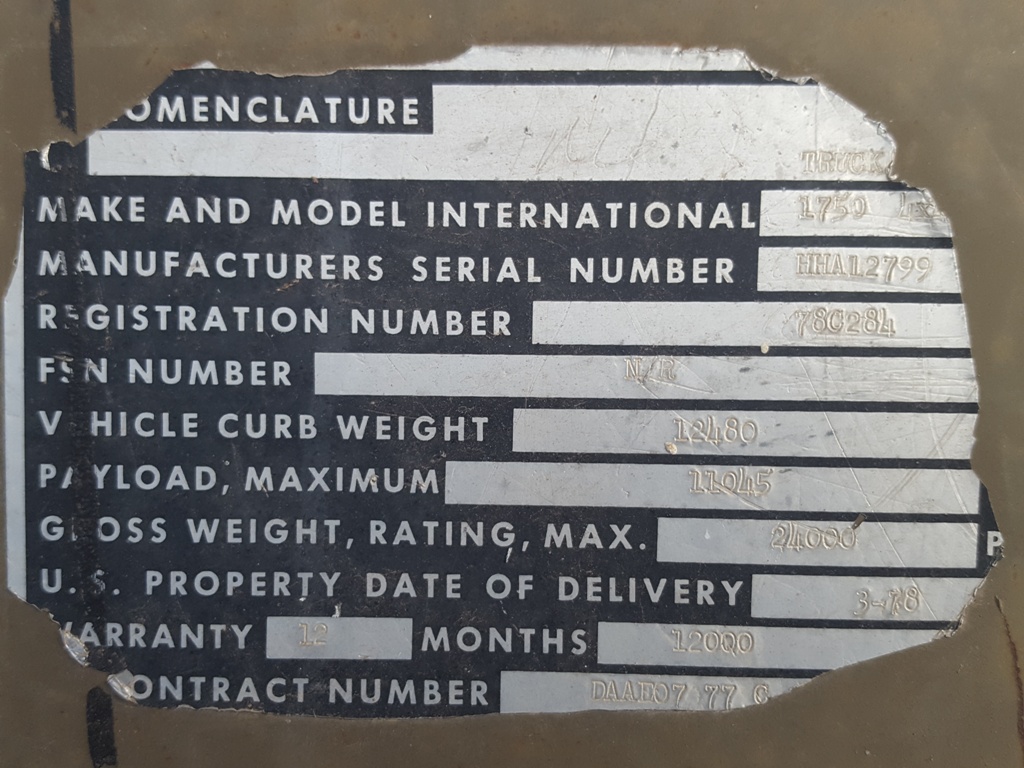 OMENCLATURE
TRUCK
MAKE AND MODEL INTERNATIONAL 1750
MANUFACTURERS SERIAL NUMBER HHA12799
REGISTRATION NUMBER 78C284
FSN NUMBER N/R
VEHICLE CURB WEIGHT 12480
PAYLOAD, MAXIMUM 11045
GROSS WEIGHT, RATING, MAX. 24000 P
U.S. PROPERTY DATE OF DELIVERY 3-78
WARRANTY 12 MONTHS 12000
ONTRACT NUMBER DAAE07 77 C